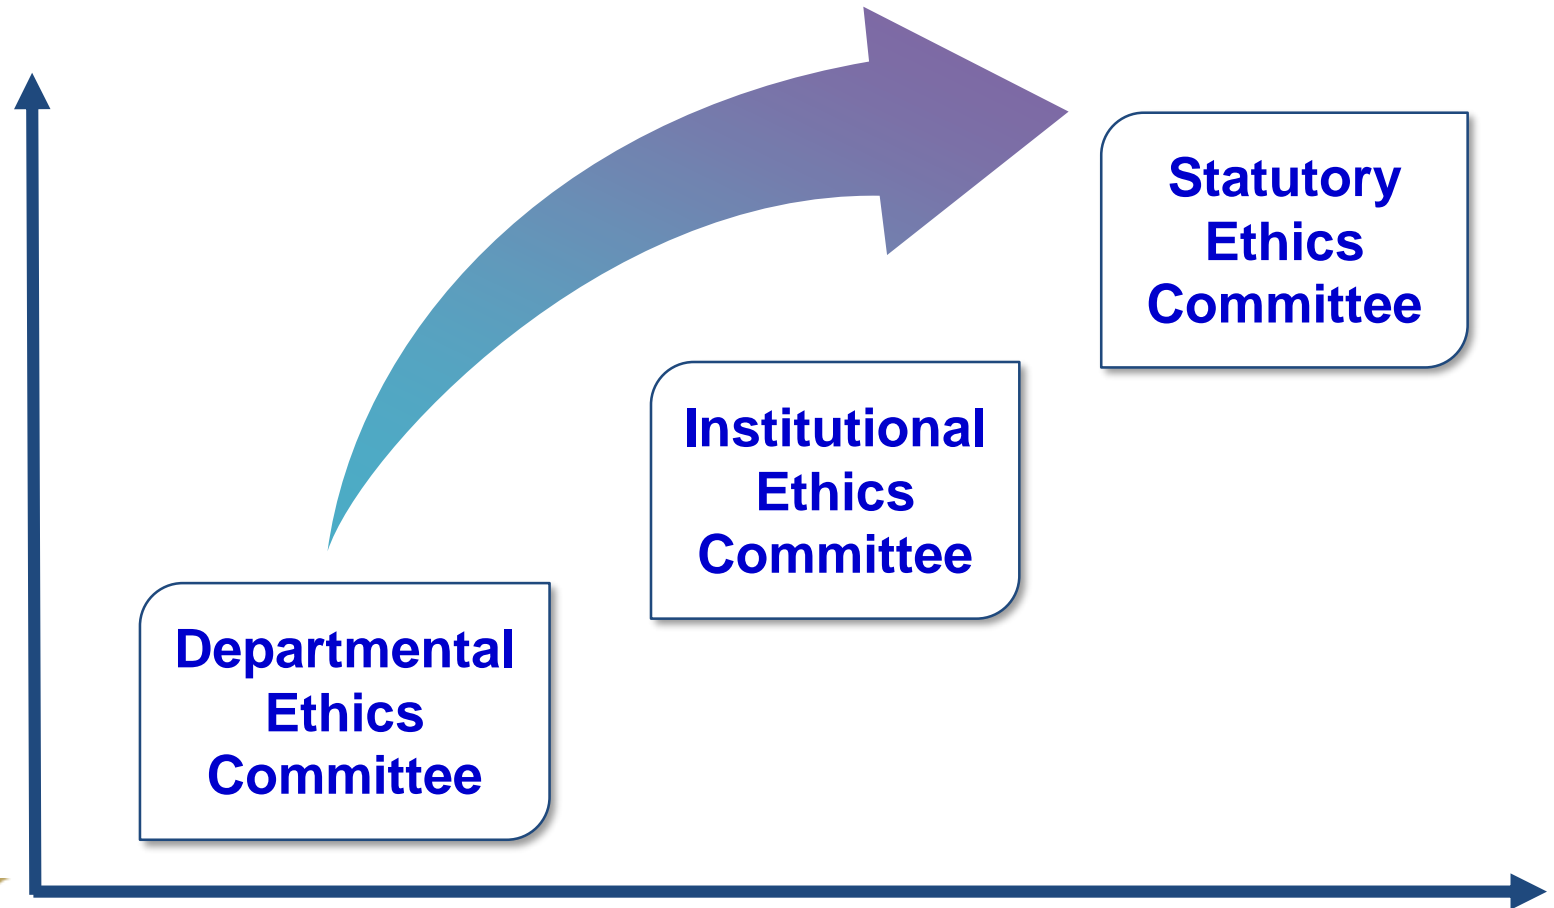 Statutory
Ethics
Committee
Institutional
Ethics
Committee
Departmental
Ethics
Committee